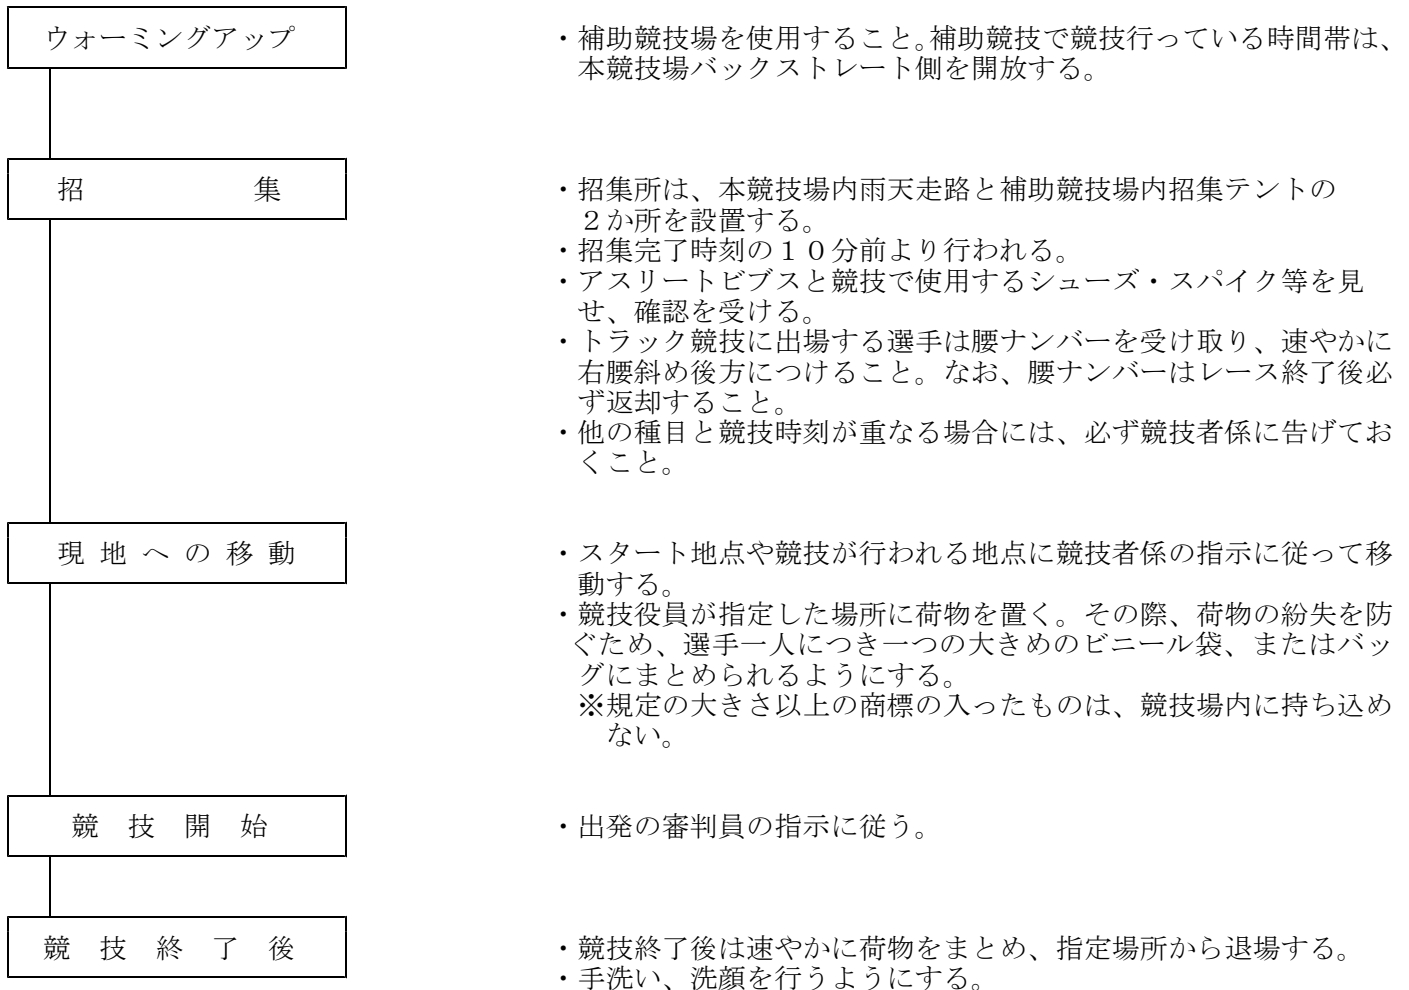 ウォーミングアップ
・補助競技場を使用すること。補助競技で競技行っている時間帯は、
本競技場バックストレート側を開放する。
招　　　　　　集
・招集所は、本競技場内雨天走路と補助競技場内招集テントの
２か所を設置する。
・招集完了時刻の１０分前より行われる。
・アスリートビブスと競技で使用するシューズ・スパイク等を見
せ、確認を受ける。
・トラック競技に出場する選手は腰ナンバーを受け取り、速やかに
右腰斜め後方につけること。なお、腰ナンバーはレース終了後必
ず返却すること。
・他の種目と競技時刻が重なる場合には、必ず競技者係に告げてお
くこと。
現 地 へ の 移 動
・スタート地点や競技が行われる地点に競技者係の指示に従って移
動する。
・競技役員が指定した場所に荷物を置く。その際、荷物の紛失を防
ぐため、選手一人につき一つの大きめのビニール袋、またはバッ
グにまとめられるようにする。
※規定の大きさ以上の商標の入ったものは、競技場内に持ち込め
ない。
競　技　開　始
・出発の審判員の指示に従う。
競　技　終　了　後
・競技終了後は速やかに荷物をまとめ、指定場所から退場する。
・手洗い、洗顔を行うようにする。